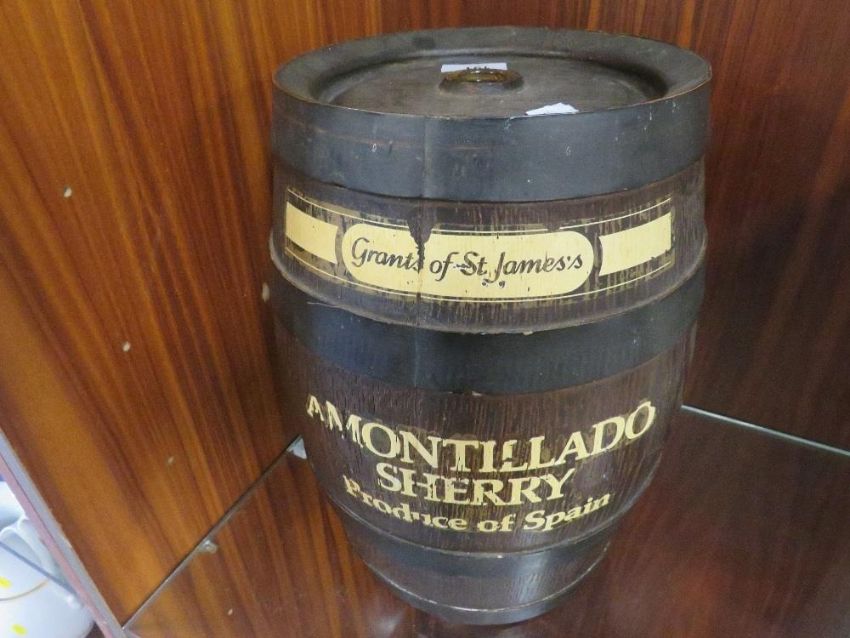 Grants of St. James's
AMONTILLADO
SHERRY
Produce of Spain